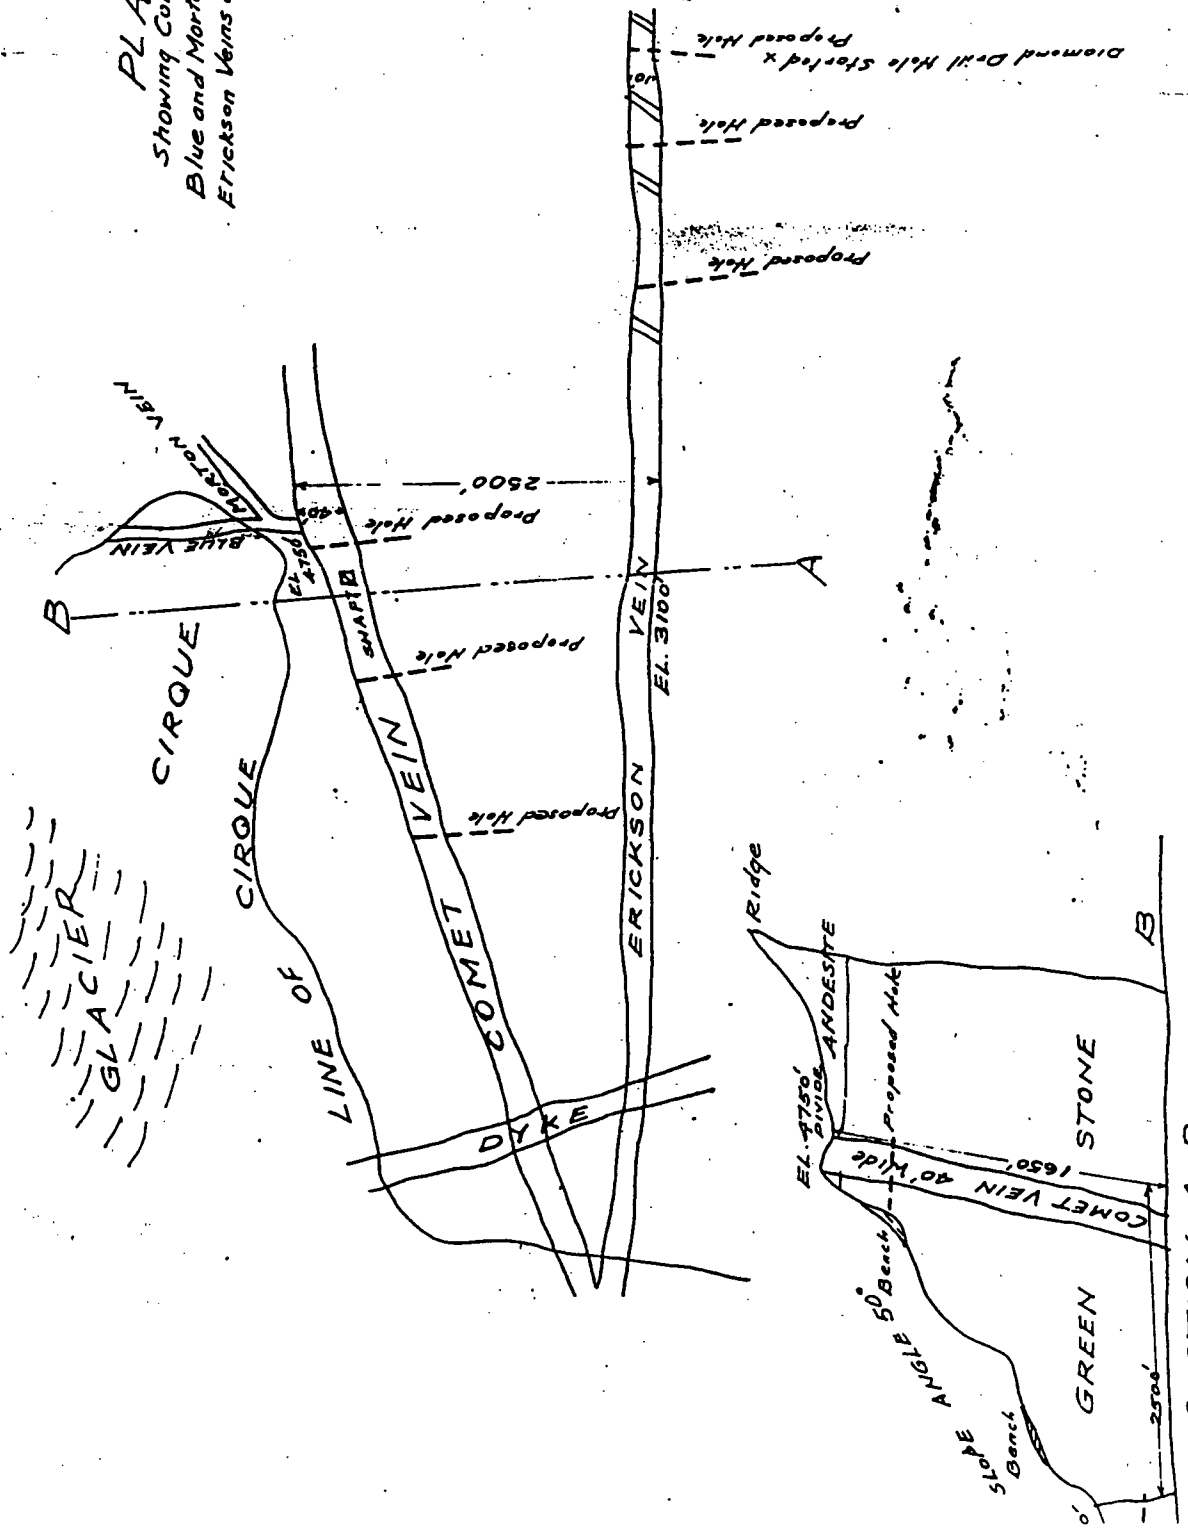 PLA
Showing Co
Blue and Mort
Erickson Veins
Diamond Drill Hole Started x
Proposed Hole
10'
Proposed Hole
Proposed Hole
MORTON VEIN
BLUE VEIN
2500'
40'
Proposed Hole
EL. 4750'
B
A
SHAFT
Proposed Hole
CIRQUE
VEIN
EL. 3100'
GLACIER
LINE OF CIRQUE
COMET VEIN
Proposed Hole
ERICKSON
DYKE
Ridge
ANDESITE
Proposed Hole
EL. 4750'
DIVIDE
COMET VEIN 40' Wide
1650'
Bench
SLOPE ANGLE 50°
Bench
GREEN STONE
2500'
B